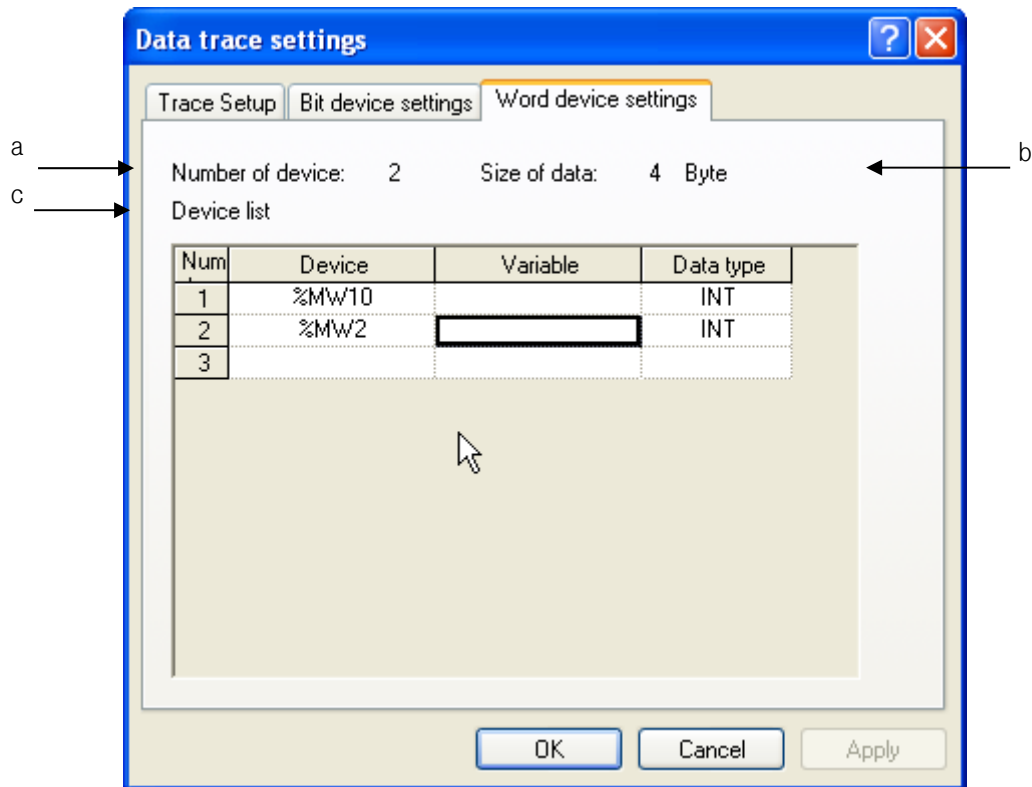 Data trace settings
Trace Setup Bit device settings Word device settings
a
Number of device: 2 Size of data: 4 Byte
b
c
Device list
Num Device Variable Data type
1 %MW10 INT
2 %MW2 INT
3
OK Cancel Apply